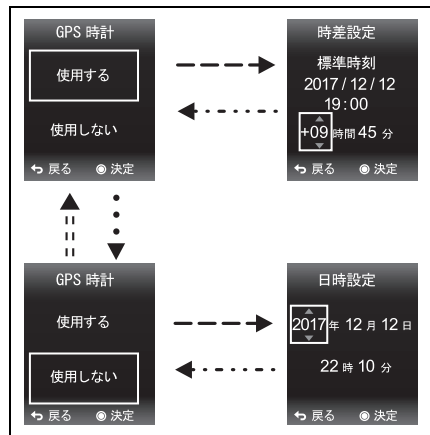 GPS 時計
使用する
使用しない
戻る 決定
時差設定
標準時刻
2017 / 12 / 12
19:00
+09 時間 45 分
戻る 決定
GPS 時計
使用する
使用しない
戻る 決定
日時設定
2017 年 12 月 12 日
22 時 10 分
戻る 決定